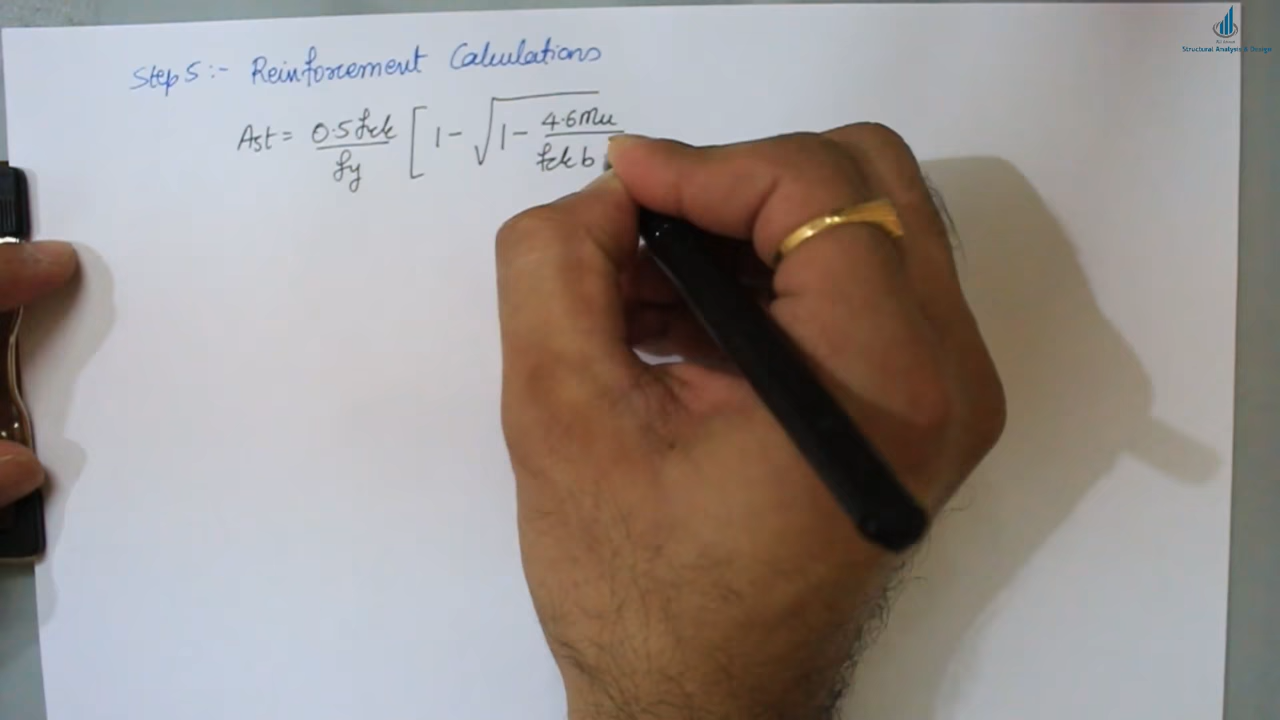 Step 5:- Reinforcement Calculations
Ast = 0.5fck / fy [ 1 - √ 1 - 4.6Mu / fck b
Structural Analysis & Design